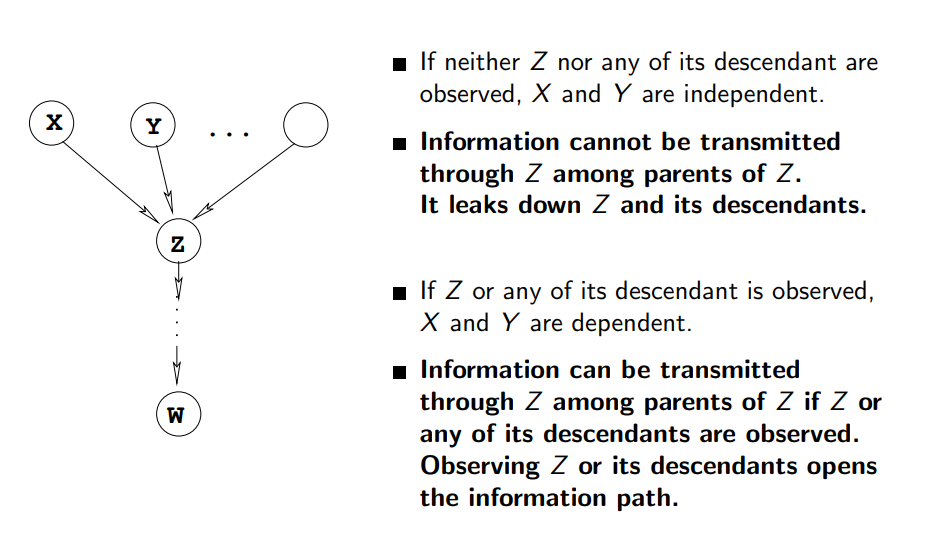 X
Y
...
Z
W
If neither Z nor any of its descendant are
observed, X and Y are independent.
Information cannot be transmitted
through Z among parents of Z.
It leaks down Z and its descendants.
If Z or any of its descendant is observed,
X and Y are dependent.
Information can be transmitted
through Z among parents of Z if Z or
any of its descendants are observed.
Observing Z or its descendants opens
the information path.